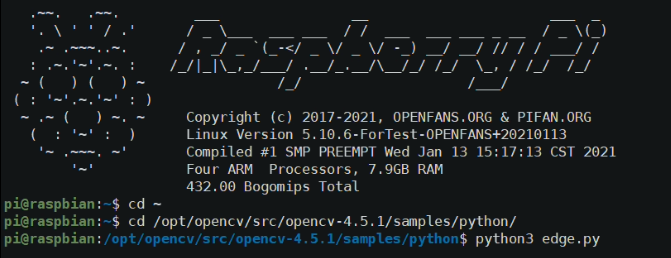 Raspberry Pi
Copyright (c) 2017-2021, OPENFANS.ORG & PIFAN.ORG
Linux Version 5.10.6-ForTest-OPENFANS+20210113
Compiled #1 SMP PREEMPT Wed Jan 13 15:17:13 CST 2021
Four ARM  Processors, 7.9GB RAM
432.00 Bogomips Total
pi@raspbian:~$ cd ~
pi@raspbian:~$ cd /opt/opencv/src/opencv-4.5.1/samples/python/
pi@raspbian:/opt/opencv/src/opencv-4.5.1/samples/python$ python3 edge.py